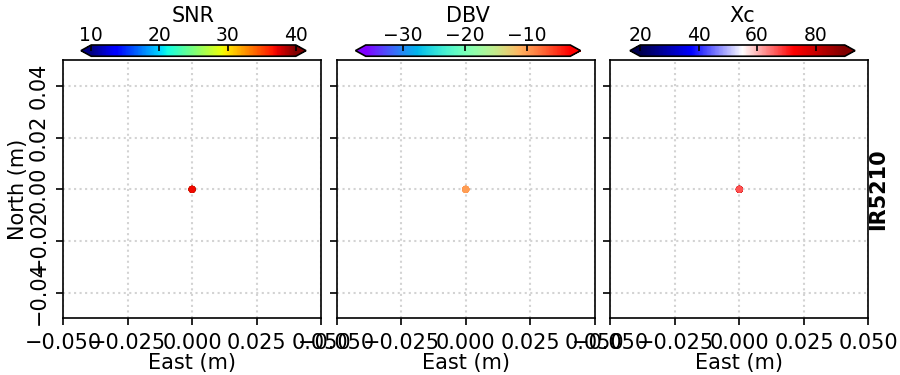 SNR DBV Xc
10 20 30 40 −30 −20 −10 20 40 60 80
0.04
0.02
0.00
−0.02
−0.04
North (m)
IR5210
−0.050 −0.025 0.000 0.025 0.050 −0.050 −0.025 0.000 0.025 0.050 −0.050 −0.025 0.000 0.025 0.050
East (m) East (m) East (m)